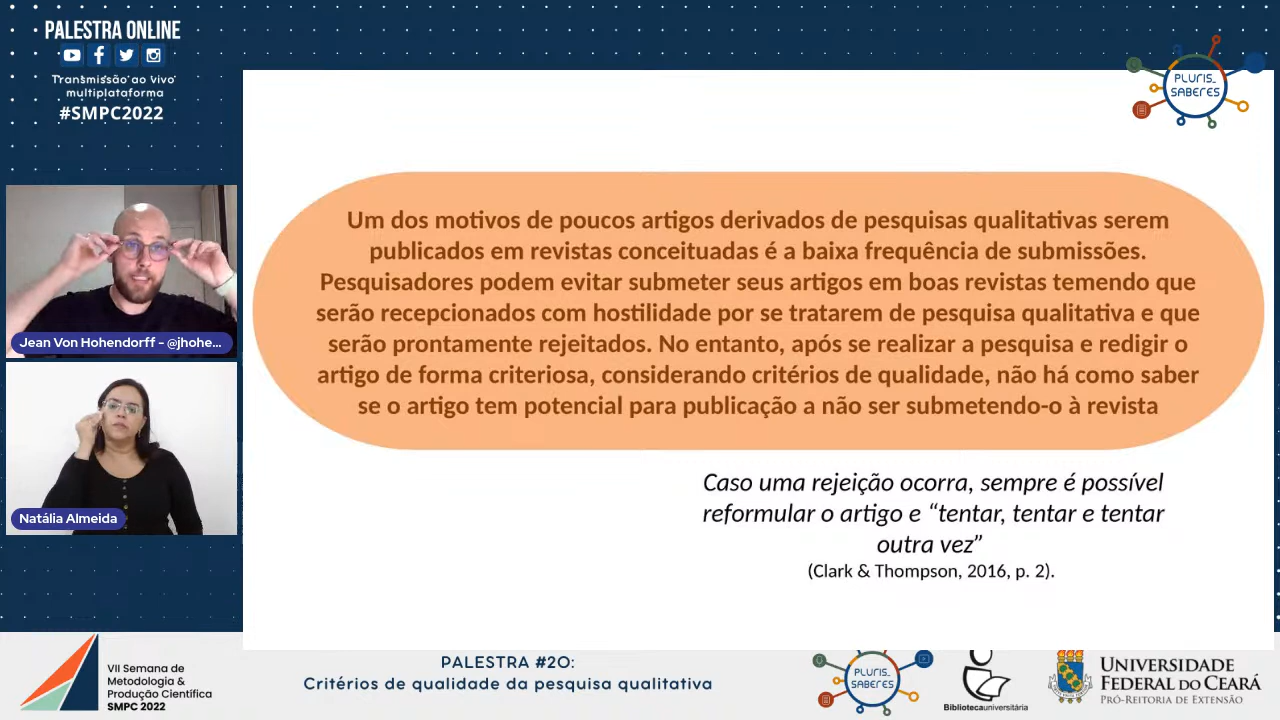 PALESTRA ONLINE
Transmissão ao vivo
multiplataforma
#SMPC2022
PLURIS_
SABERES
Um dos motivos de poucos artigos derivados de pesquisas qualitativas serem
publicados em revistas conceituadas é a baixa frequência de submissões.
Pesquisadores podem evitar submeter seus artigos em boas revistas temendo que
serão recepcionados com hostilidade por se tratarem de pesquisa qualitativa e que
serão prontamente rejeitados. No entanto, após se realizar a pesquisa e redigir o
artigo de forma criteriosa, considerando critérios de qualidade, não há como saber
se o artigo tem potencial para publicação a não ser submetendo-o à revista
Caso uma rejeição ocorra, sempre é possível
reformular o artigo e “tentar, tentar e tentar
outra vez”
(Clark & Thompson, 2016, p. 2).
Jean Von Hohendorff - @jhohe...
Natália Almeida
VII Semana de
Metodologia &
Produção Científica
SMPC 2022
PALESTRA #20:
Critérios de qualidade da pesquisa qualitativa
PLURIS_
SABERES
Bibliotecauniversitária
UNIVERSIDADE
FEDERAL DO CEARÁ
PRÓ-REITORIA DE EXTENSÃO